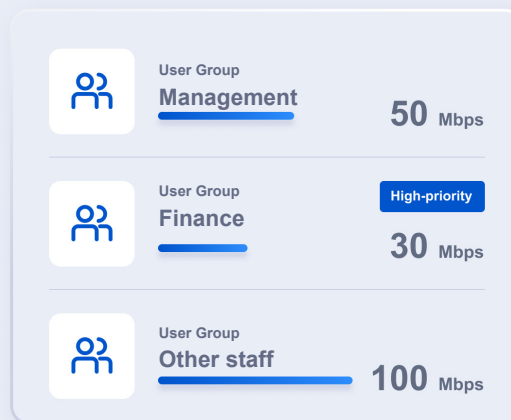 User Group
Management
50 Mbps
User Group
High-priority
Finance
30 Mbps
User Group
Other staff
100 Mbps